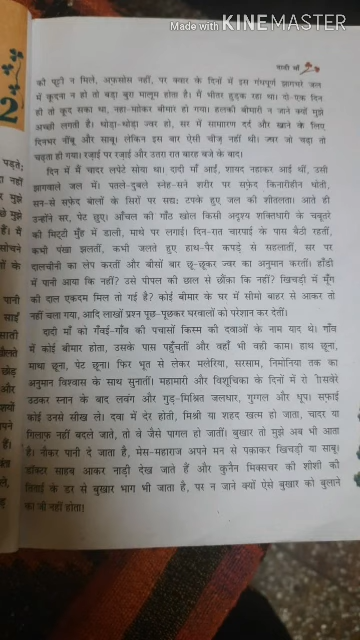 Made with KINEMASTER
दादी माँ
की पट्टी न मिले, अफ़सोस नहीं, पर क्वार के दिनों में इस गंधपूर्ण झागभरे जल
में कूदना न हो तो बड़ा बुरा मालूम होता है। मैं भीतर हुड़क रहा था। दो-एक दिन
ही तो कूद सका था, नहा-धोकर बीमार हो गया। हलकी बीमारी न जाने क्यों मुझे
अच्छी लगती है। थोड़ा-थोड़ा ज्वर हो, सर में साधारण दर्द और खाने के लिए
दिनभर नींबू और साबू। लेकिन इस बार ऐसी चीज़ नहीं थी। ज्वर जो चढ़ा तो
चढ़ता ही गया। रज़ाई पर रज़ाई और उतरा रात बारह बजे के बाद।
दिन में मैं चादर लपेटे सोया था। दादी माँ आईं, शायद नहाकर आई थीं, उसी
झागवाले जल में। पतले-दुबले स्नेह-सने शरीर पर सफ़ेद किनारीहीन धोती,
सन-से सफ़ेद बालों के सिरों पर सद्यः टपके हुए जल की शीतलता। आते ही
उन्होंने सर, पेट छुए। आँचल की गाँठ खोल किसी अदृश्य शक्तिधारी के चबूतरे
की मिट्टी मुँह में डाली, माथे पर लगाई। दिन-रात चारपाई के पास बैठी रहतीं,
कभी पंखा झलतीं, कभी जलते हुए हाथ-पैर कपड़े से सहलातीं, सर पर
दालचीनी का लेप करतीं और बीसों बार छू-छूकर ज्वर का अनुमान करतीं। हाँडी
में पानी आया कि नहीं? उसे पीपल की छाल से छौंका कि नहीं? खिचड़ी में मूँग
की दाल एकदम मिल तो गई है? कोई बीमार के घर में सीधे बाहर से आकर तो
नहीं चला गया, आदि लाखों प्रश्न पूछ-पूछकर घरवालों को परेशान कर देतीं।
दादी माँ को गँवई-गाँव की पचासों किस्म की दवाओं के नाम याद थे। गाँव
में कोई बीमार होता, उसके पास पहुँचतीं और वहाँ भी वही काम। हाथ छूना,
माथा छूना, पेट छूना। फिर भूत से लेकर मलेरिया, सरसाम, निमोनिया तक का
अनुमान विश्वास के साथ सुनातीं। महामारी और विशूचिका के दिनों में रोज़ सवेरे
उठकर स्नान के बाद लवंग और गुड़-मिश्रित जलधार, गुग्गल और धूप। सफ़ाई
कोई उनसे सीख ले। दवा में देर होती, मिश्री या शहद खत्म हो जाता, चादर या
गिलाफ़ नहीं बदले जाते, तो वे जैसे पागल हो जातीं। बुखार तो मुझे अब भी आता
है। नौकर पानी दे जाता है, मेस-महाराज अपने मन से पकाकर खिचड़ी या साबू।
डॉक्टर साहब आकर नाड़ी देख जाते हैं और कुनैन मिक्सचर की शीशी की
तिताई के डर से बुखार भाग भी जाता है, पर न जाने क्यों ऐसे बुखार को बुलाने
का जी नहीं होता!